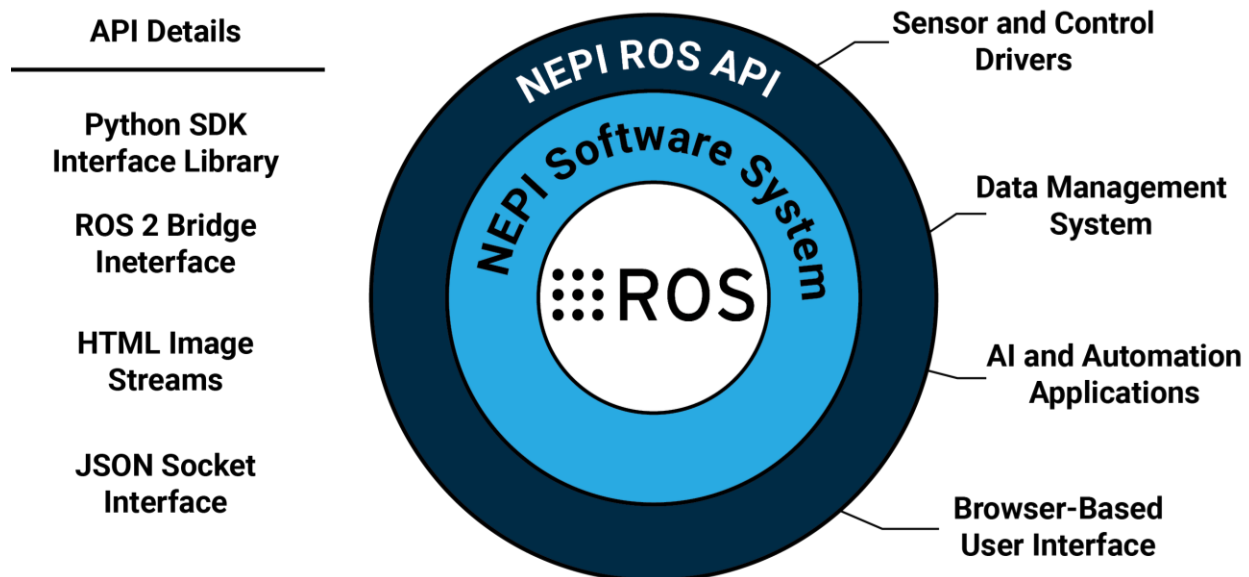 API Details
Python SDK
Interface Library
ROS 2 Bridge
Ineterface
HTML Image
Streams
JSON Socket
Interface
NEPI ROS API
NEPI Software System
ROS
Sensor and Control
Drivers
Data Management
System
AI and Automation
Applications
Browser-Based
User Interface